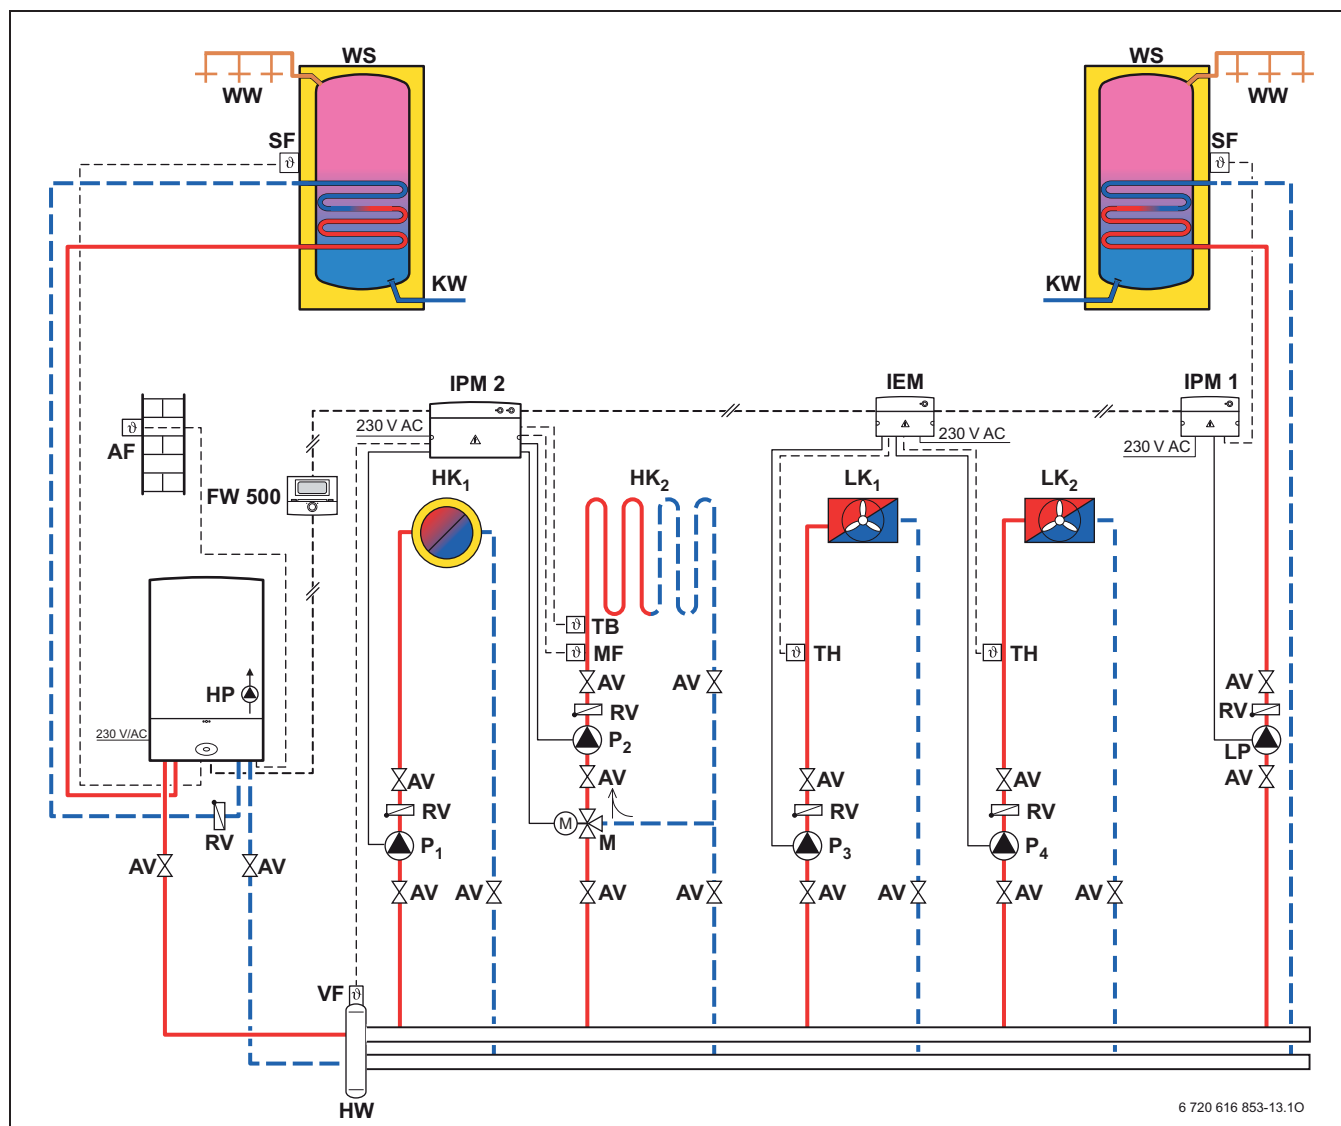 WS
WS
WW
WW
SF
SF
ϑ
ϑ
KW
KW
IPM 2
IEM
IPM 1
230 V AC
230 V AC
230 V AC
ϑ
AF
FW 500
HK1
HK2
LK1
LK2
ϑ TB
ϑ MF
ϑ TH
ϑ TH
AV
AV
AV
HP
RV
RV
230 V/AC
P2
LP
AV
AV
AV
AV
AV
RV
RV
RV
RV
M
M
P1
P3
P4
AV
AV
AV
AV
AV
AV
AV
AV
AV
AV
VF ϑ
HW
6 720 616 853-13.1O